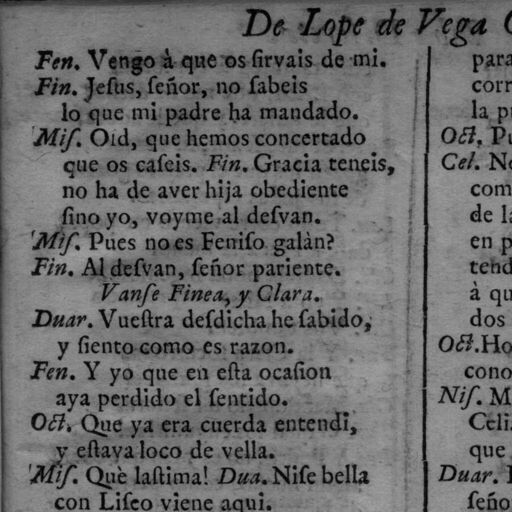 De Lope de Vega
Fen. Vengo à que os ſirvais de mi.
Fin. Jeſus, ſeñor, no ſabeis
lo que mi padre ha mandado.
Miſ. Oid, que hemos concertado
que os caſeis. Fin. Gracia teneis,
no ha de aver hija obediente
ſino yo, voyme al deſvan.
Miſ. Pues no es Feniſo galàn?
Fin. Al deſvan, ſeñor pariente.
Vanſe Finea, y Clara.
Duar. Vueſtra deſdicha he ſabido,
y ſiento como es razon.
Fen. Y yo que en eſta ocaſion
aya perdido el ſentido.
Oct. Que ya era cuerda entendi,
y eſtava loco de vella.
Miſ. Què laſtima! Dua. Niſe bella
con Liſeo viene aqui.
para
corr
la p
Oct. Pu
Cel. No
com
de la
en p
tend
à qu
dos
Oct. Ho
cono
Niſ. M
Celi
que
Duar.
ſeño